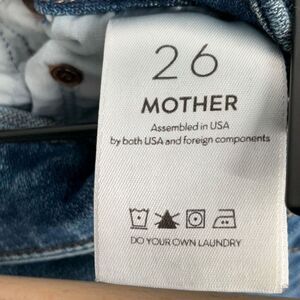 26
MOTHER
Assembled in USA
by both USA and foreign components
DO YOUR OWN LAUNDRY